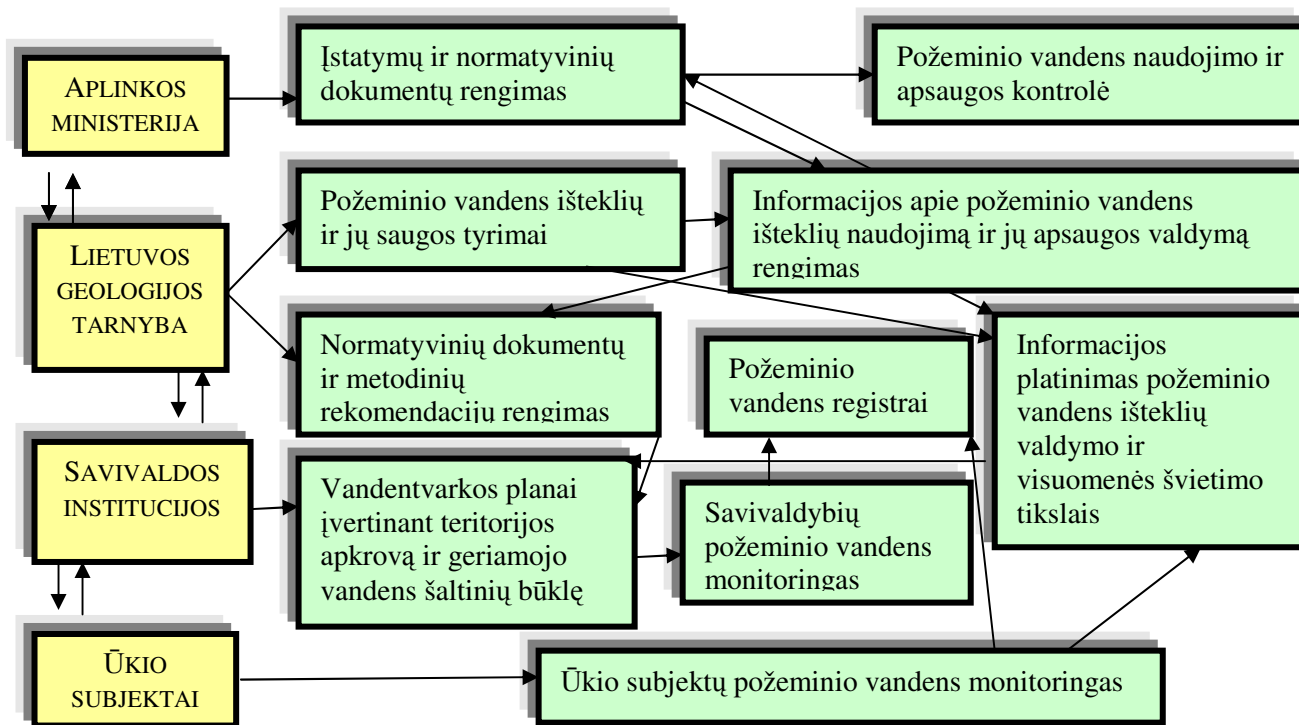 APLINKOS
MINISTERIJA
Įstatymų ir normatyvinių
dokumentų rengimas
Požeminio vandens naudojimo ir
apsaugos kontrolė
LIETUVOS
GEOLOGIJOS
TARNYBA
Požeminio vandens išteklių
ir jų saugos tyrimai
Informacijos apie požeminio vandens
išteklių naudojimą ir jų apsaugos valdymą
rengimas
Normatyvinių dokumentų
ir metodinių
rekomendacijų rengimas
Požeminio
vandens registrai
Informacijos
platinimas požeminio
vandens išteklių
valdymo ir
visuomenės švietimo
tikslais
SAVIVALDOS
INSTITUCIJOS
Vandentvarkos planai
įvertinant teritorijos
apkrovą ir geriamojo
vandens šaltinių būklę
Savivaldybių
požeminio vandens
monitoringas
ŪKIO
SUBJEKTAI
Ūkio subjektų požeminio vandens monitoringas